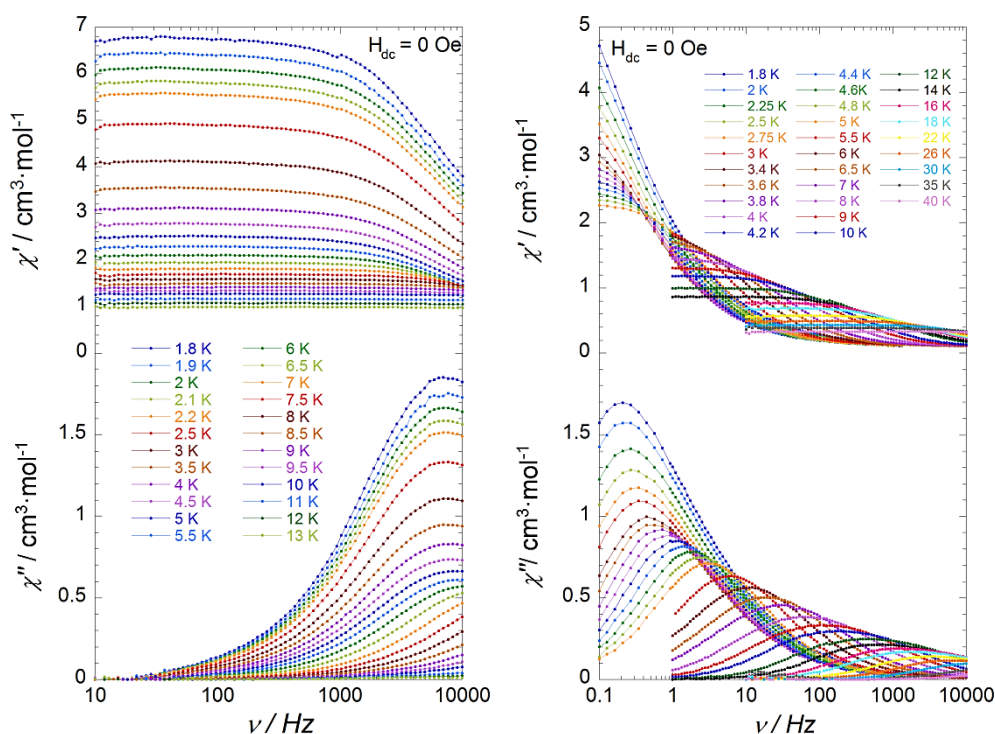 7
H_dc = 0 Oe
6
5
4
3
2
1
0
χ′ / cm³·mol⁻¹
1.8 K 6 K
1.9 K 6.5 K
2 K 7 K
2.1 K 7.5 K
2.2 K 8 K
2.5 K 8.5 K
3 K 9 K
3.5 K 9.5 K
4 K 10 K
4.5 K 11 K
5 K 12 K
5.5 K 13 K
1.5
1
0.5
0
χ″ / cm³·mol⁻¹
10 100 1000 10000
ν / Hz
5
H_dc = 0 Oe
4
3
2
1
0
χ′ / cm³·mol⁻¹
1.8 K 4.4 K 12 K
2 K 4.6K 14 K
2.25 K 4.8 K 16 K
2.5 K 5 K 18 K
2.75 K 5.5 K 22 K
3 K 6 K 26 K
3.4 K 6.5 K 30 K
3.6 K 7 K 35 K
3.8 K 8 K 40 K
4 K 9 K
4.2 K 10 K
1.5
1
0.5
0
χ″/ cm³·mol⁻¹
0.1 1 10 100 1000 10000
ν / Hz